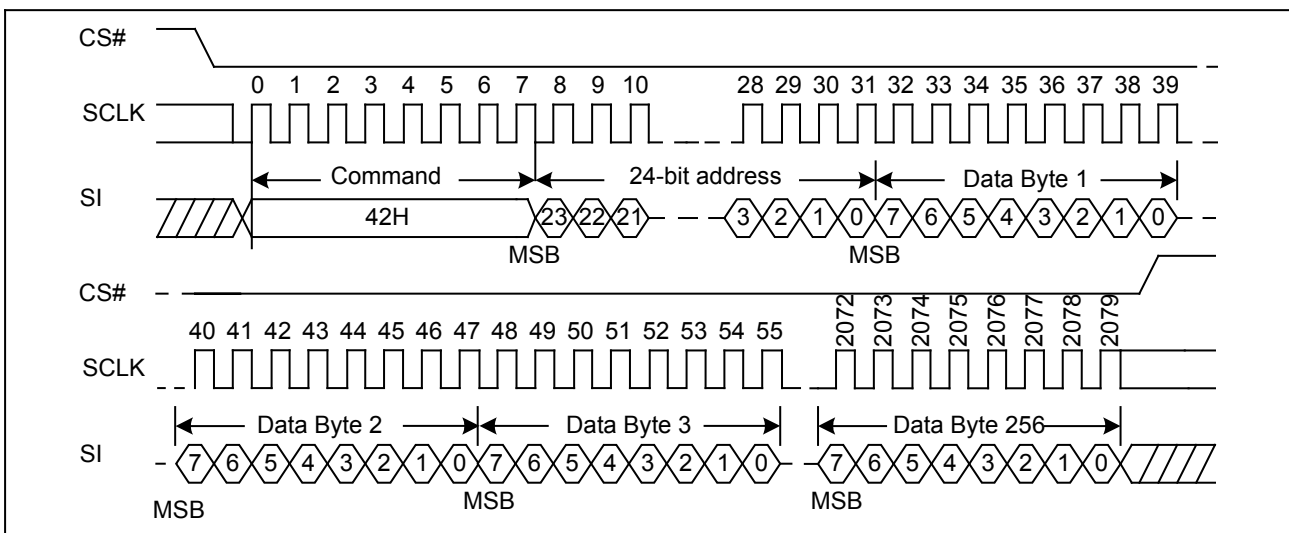 CS#
0 1 2 3 4 5 6 7 8 9 10 28 29 30 31 32 33 34 35 36 37 38 39
SCLK
Command 24-bit address Data Byte 1
SI
42H 23 22 21 3 2 1 0 7 6 5 4 3 2 1 0
MSB MSB
CS#
40 41 42 43 44 45 46 47 48 49 50 51 52 53 54 55 2072 2073 2074 2075 2076 2077 2078 2079
SCLK
Data Byte 2 Data Byte 3 Data Byte 256
SI
7 6 5 4 3 2 1 0 7 6 5 4 3 2 1 0 7 6 5 4 3 2 1 0
MSB MSB MSB